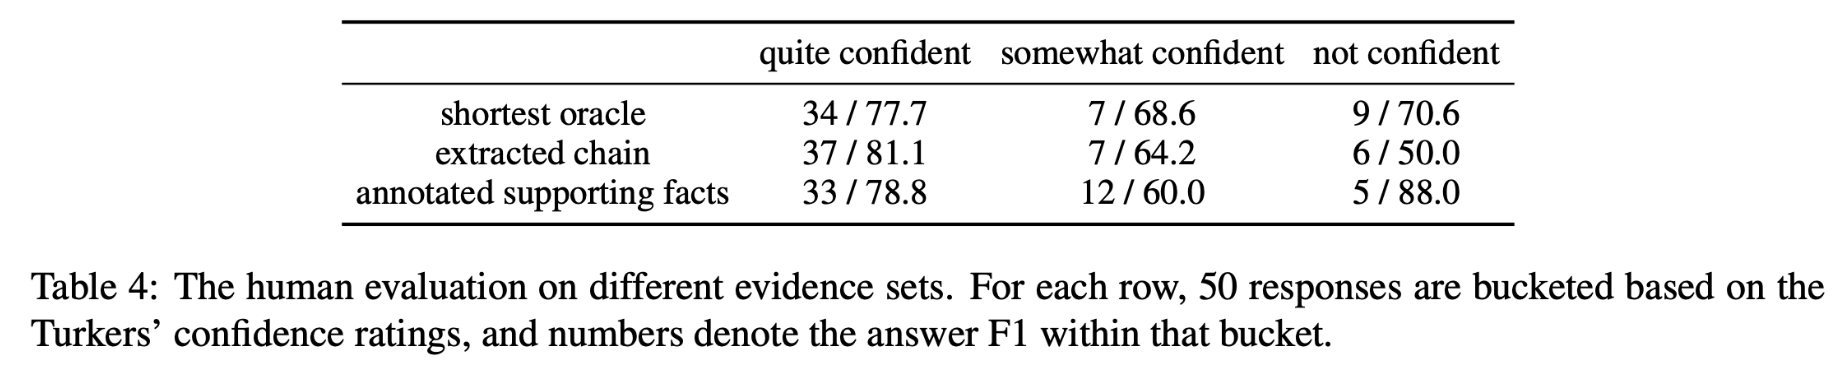 quite confident somewhat confident not confident
shortest oracle 34 / 77.7 7 / 68.6 9 / 70.6
extracted chain 37 / 81.1 7 / 64.2 6 / 50.0
annotated supporting facts 33 / 78.8 12 / 60.0 5 / 88.0
Table 4: The human evaluation on different evidence sets. For each row, 50 responses are bucketed based on the
Turkers’ confidence ratings, and numbers denote the answer F1 within that bucket.